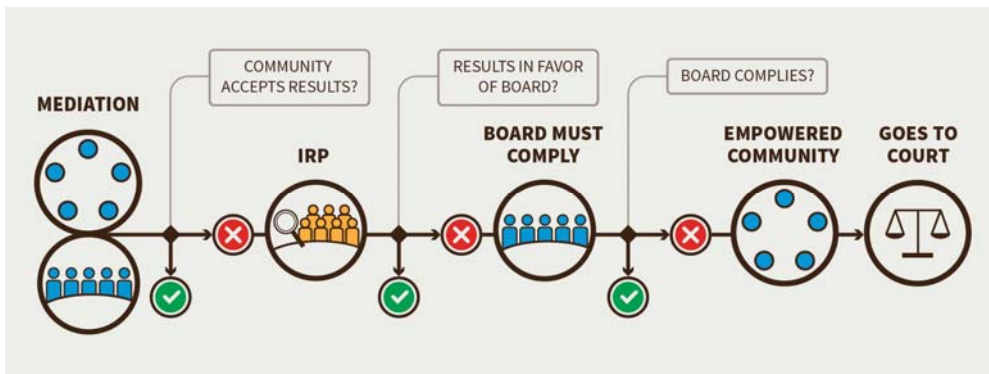 COMMUNITY
ACCEPTS RESULTS?
RESULTS IN FAVOR
OF BOARD?
BOARD COMPLIES?
MEDIATION
IRP
BOARD MUST
COMPLY
EMPOWERED
COMMUNITY
GOES TO
COURT